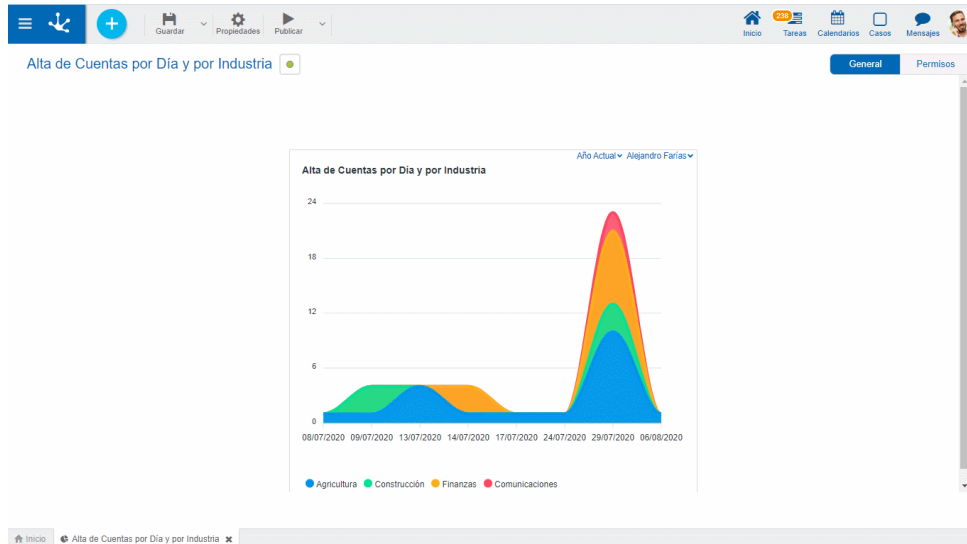 Guardar
Propiedades
Publicar
Inicio
238
Tareas
Calendarios
Casos
Mensajes
Alta de Cuentas por Día y por Industria
General
Permisos
Año Actual Alejandro Farías
Alta de Cuentas por Día y por Industria
24
18
12
6
0
08/07/2020 09/07/2020 13/07/2020 14/07/2020 17/07/2020 24/07/2020 29/07/2020 06/08/2020
Agricultura Construcción Finanzas Comunicaciones
Inicio
Alta de Cuentas por Día y por Industria